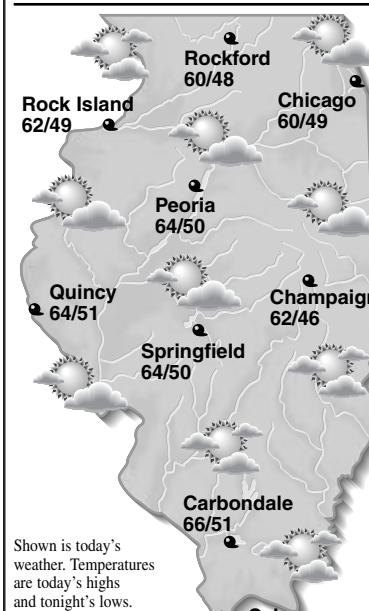 Rockford
60/48
Chicago
60/49
Rock Island
62/49
Peoria
64/50
Quincy
64/51
Champaign
62/46
Springfield
64/50
Carbondale
66/51
Shown is today's
weather. Temperatures
are today's highs
and tonight's lows.